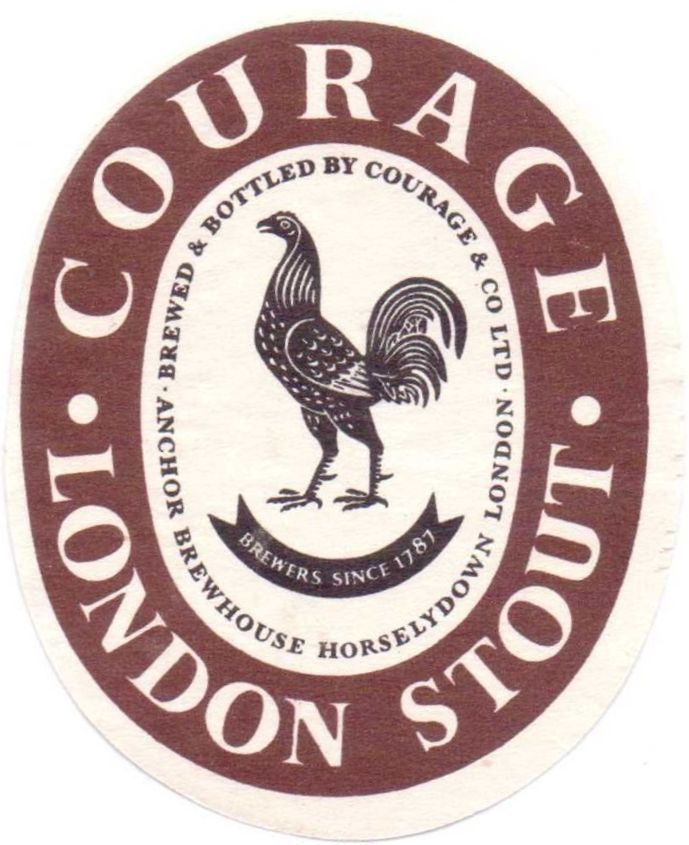 COURAGE
BREWED & BOTTLED BY COURAGE & CO LTD ·
ANCHOR BREWHOUSE HORSELYDOWN LONDON ·
BREWERS SINCE 1787
· LONDON STOUT ·